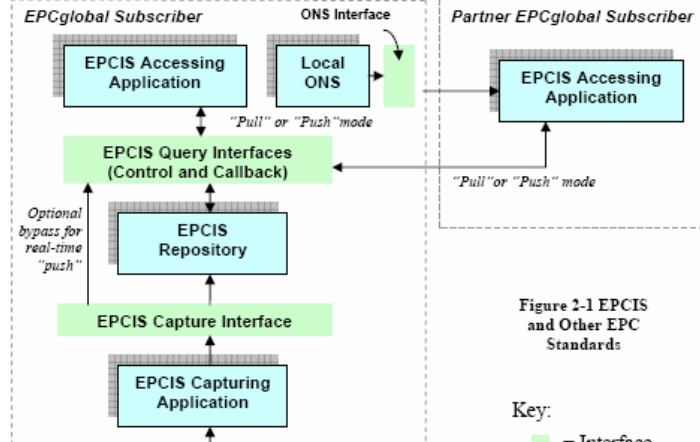 EPCglobal Subscriber
ONS Interface
Partner EPCglobal Subscriber
EPCIS Accessing
Application
Local
ONS
EPCIS Accessing
Application
"Pull" or "Push"mode
EPCIS Query Interfaces
(Control and Callback)
"Pull"or "Push" mode
Optional
bypass for
real-time
"push"
EPCIS
Repository
EPCIS Capture Interface
Figure 2-1 EPCIS
and Other EPC
Standards
EPCIS Capturing
Application
Key:
= Interface